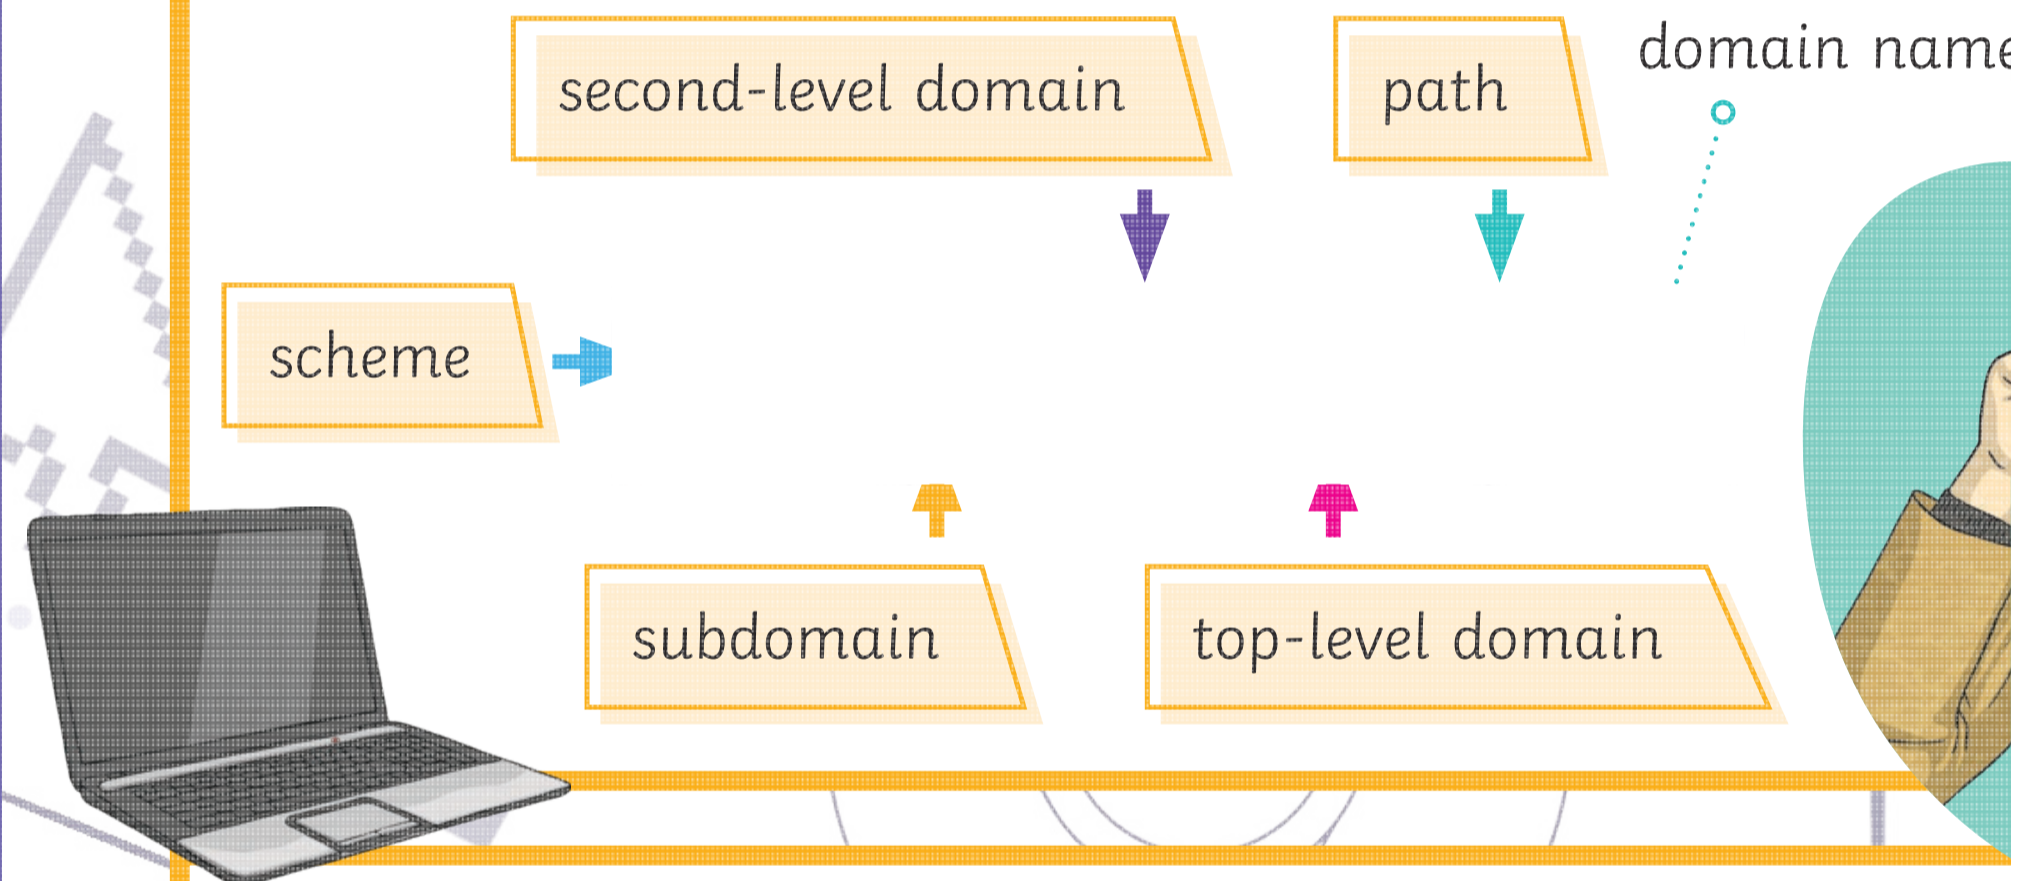 second-level domain
path
domain name
scheme
subdomain
top-level domain